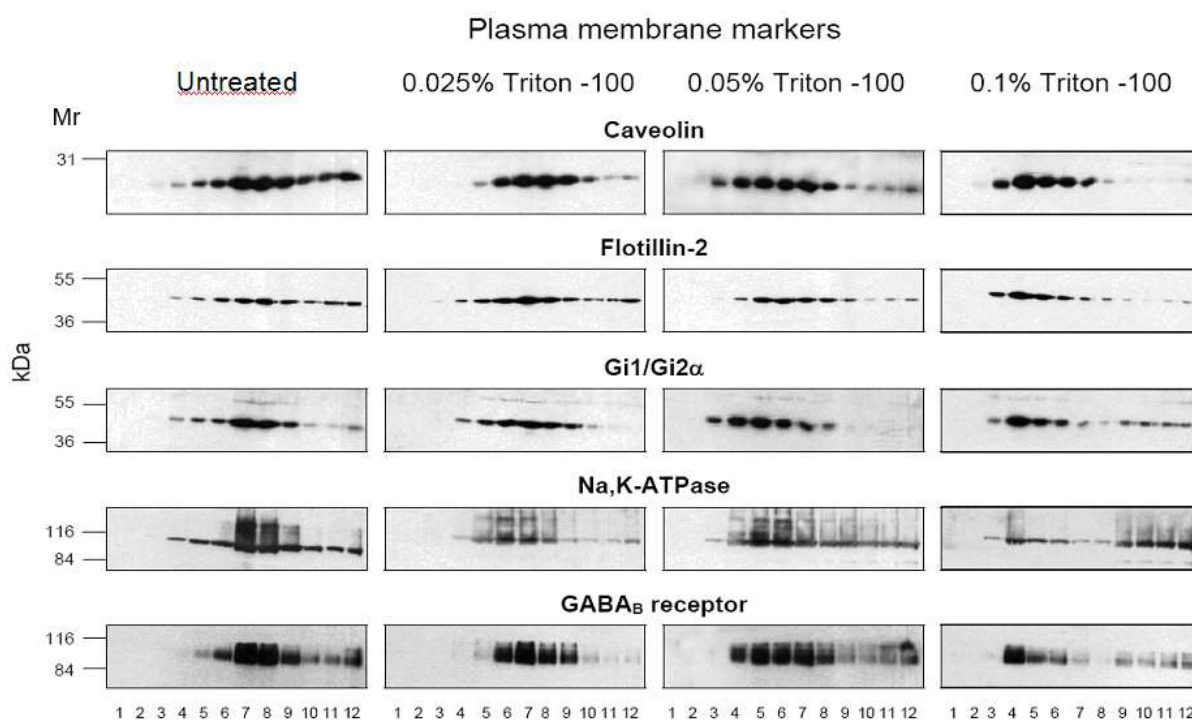 Plasma membrane markers
Untreated 0.025% Triton -100 0.05% Triton -100 0.1% Triton -100
Mr
Caveolin
31
Flotillin-2
55
36
Gi1/Gi2α
55
36
kDa
Na,K-ATPase
116
84
GABAB receptor
116
84
1 2 3 4 5 6 7 8 9 10 11 12 1 2 3 4 5 6 7 8 9 10 11 12 1 2 3 4 5 6 7 8 9 10 11 12 1 2 3 4 5 6 7 8 9 10 11 12